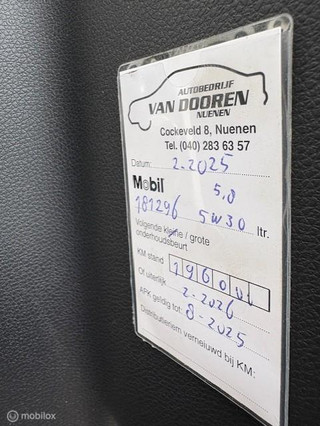 AUTOBEDRIJF
VAN DOOREN
NUENEN
Cockeveld 8, Nuenen
Tel. (040) 283 63 57
Datum: 2-2025
Mobil 5,8
181296 5W30 ltr.
Volgende kleine / grote
onderhoudsbeurt
KM stand 1960
Of uiterlijk 2-2026
APK geldig tot: 8-2025
Distributieriem vernieuwd bij KM:
mobilox